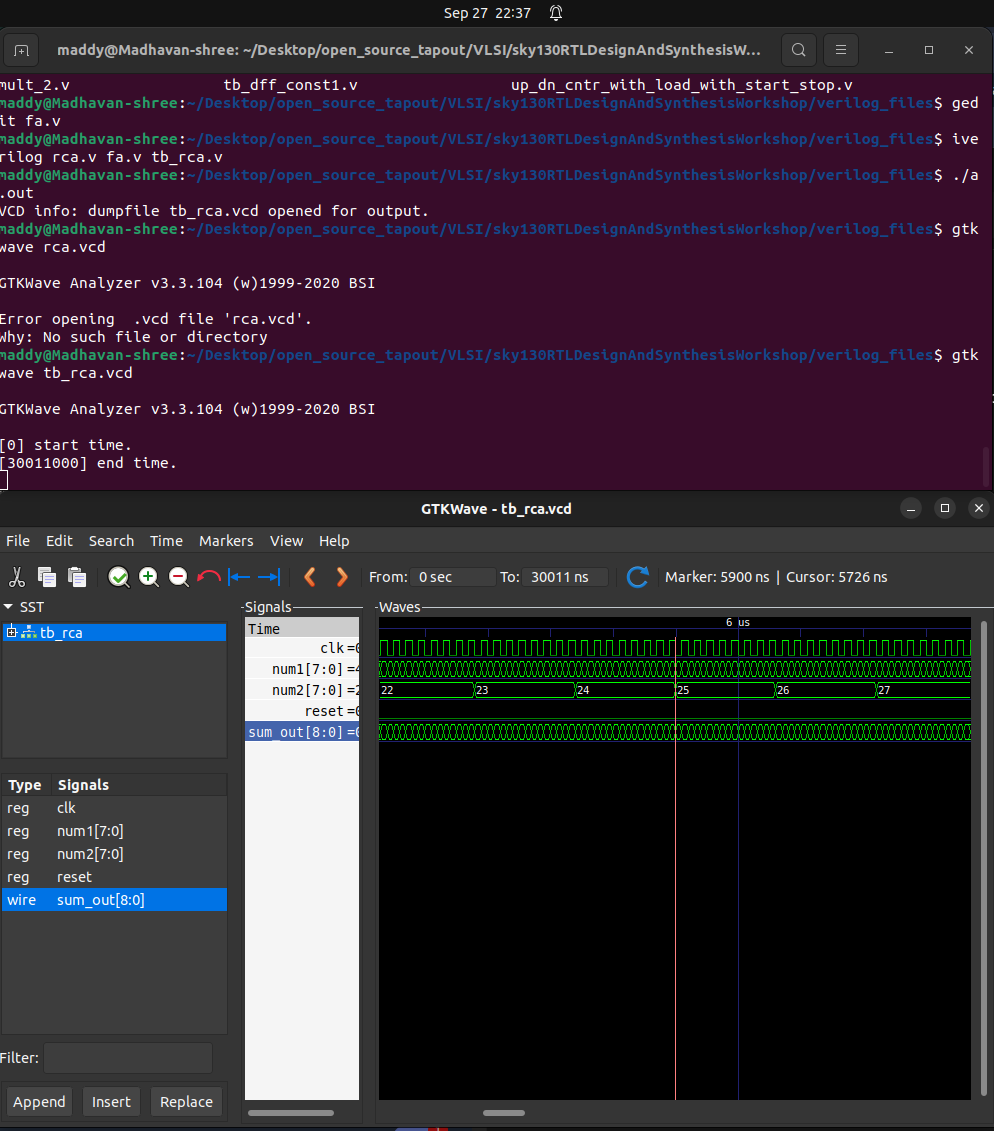 Sep 27 22:37
maddy@Madhavan-shree: ~/Desktop/open_source_tapout/VLSI/sky130RTLDesignAndSynthesisW...
mult_2.v tb_dff_const1.v up_dn_cntr_with_load_with_start_stop.v
maddy@Madhavan-shree:~/Desktop/open_source_tapout/VLSI/sky130RTLDesignAndSynthesisWorkshop/verilog_files$ ged
it fa.v
maddy@Madhavan-shree:~/Desktop/open_source_tapout/VLSI/sky130RTLDesignAndSynthesisWorkshop/verilog_files$ ive
rilog rca.v fa.v tb_rca.v
maddy@Madhavan-shree:~/Desktop/open_source_tapout/VLSI/sky130RTLDesignAndSynthesisWorkshop/verilog_files$ ./a
.out
VCD info: dumpfile tb_rca.vcd opened for output.
maddy@Madhavan-shree:~/Desktop/open_source_tapout/VLSI/sky130RTLDesignAndSynthesisWorkshop/verilog_files$ gtk
wave rca.vcd
GTKWave Analyzer v3.3.104 (w)1999-2020 BSI
Error opening  .vcd file 'rca.vcd'.
Why: No such file or directory
maddy@Madhavan-shree:~/Desktop/open_source_tapout/VLSI/sky130RTLDesignAndSynthesisWorkshop/verilog_files$ gtk
wave tb_rca.vcd
GTKWave Analyzer v3.3.104 (w)1999-2020 BSI
[0] start time.
[30011000] end time.
GTKWave - tb_rca.vcd
File Edit Search Time Markers View Help
From: 0 sec To: 30011 ns Marker: 5900 ns | Cursor: 5726 ns
SST
tb_rca
Type Signals
reg clk
reg num1[7:0]
reg num2[7:0]
reg reset
wire sum_out[8:0]
Filter:
Append Insert Replace
Signals
Time
clk =0
num1[7:0] =4
num2[7:0] =2
reset =0
sum_out[8:0] =0
Waves
6 us
22 23 24 25 26 27